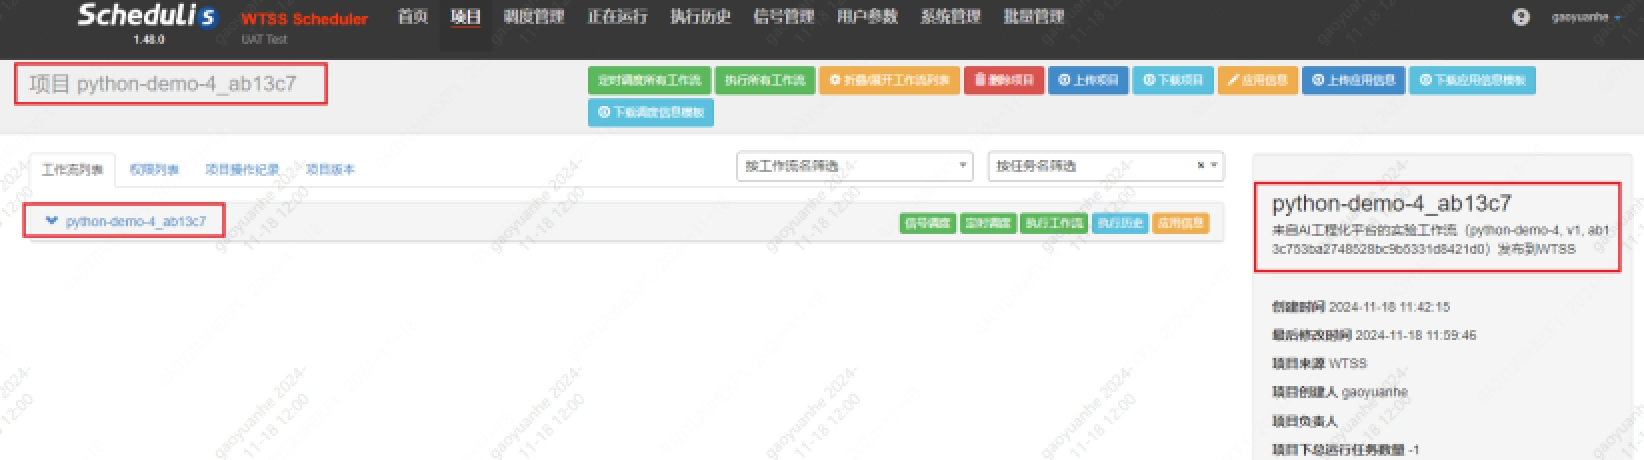 Scheduli s WTSS Scheduler 首页 项目 调度管理 正在运行 执行历史 信号管理 用户参数 系统管理 批量管理 gaoyuanhe
1.48.0 UAT Test
项目 python-demo-4_ab13c7
定时调度所有工作流 执行所有工作流 折叠/展开工作流列表 删除项目 上传项目 下载项目 应用信息 上传应用信息 下载应用信息模板
下载调度信息模板
工作流列表 权限列表 项目操作纪录 项目版本 按工作流名筛选 按任务名筛选
python-demo-4_ab13c7 信号调度 定时调度 执行工作流 执行历史 应用信息
python-demo-4_ab13c7
来自AI工程化平台的实验工作流（python-demo-4, v1, ab1
3c753ba2748528bc9b5331d8421d0）发布到WTSS
创建时间 2024-11-18 11:42:15
最后修改时间 2024-11-18 11:59:46
项目来源 WTSS
项目创建人 gaoyuanhe
项目负责人
项目下总运行任务数量 -1
gaoyuanhe 2024-
11-18 12:00